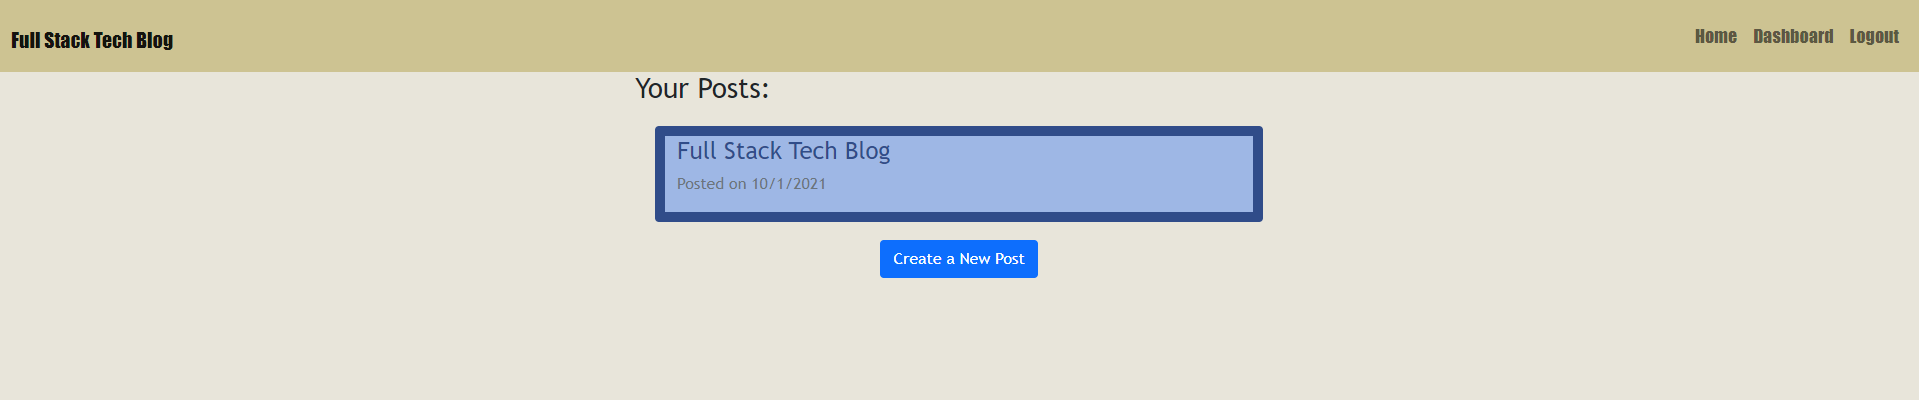 Full Stack Tech Blog
Home Dashboard Logout
Your Posts:
Full Stack Tech Blog
Posted on 10/1/2021
Create a New Post